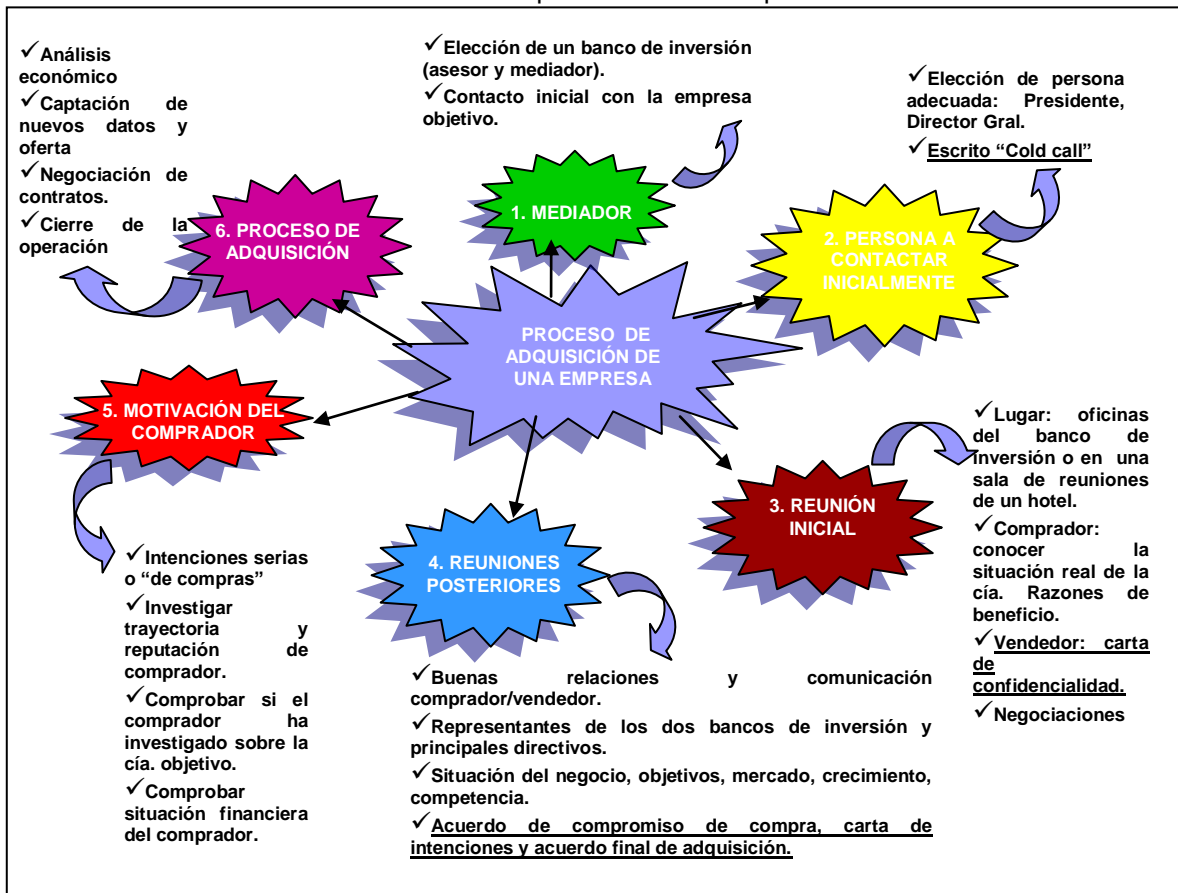 PROCESO DE
ADQUISICIÓN DE
UNA EMPRESA
1. MEDIADOR
✓Elección de un banco de inversión
(asesor y mediador).
✓Contacto inicial con la empresa
objetivo.
2. PERSONA A
CONTACTAR
INICIALMENTE
✓Elección de persona
adecuada: Presidente,
Director Gral.
✓Escrito “Cold call”
3. REUNIÓN
INICIAL
✓Lugar: oficinas
del banco de
inversión o en una
sala de reuniones
de un hotel.
✓Comprador:
conocer la
situación real de la
cía. Razones de
beneficio.
✓Vendedor: carta
de
confidencialidad.
✓Negociaciones
4. REUNIONES
POSTERIORES
✓Buenas relaciones y comunicación
comprador/vendedor.
✓Representantes de los dos bancos de inversión y
principales directivos.
✓Situación del negocio, objetivos, mercado, crecimiento,
competencia.
✓Acuerdo de compromiso de compra, carta de
intenciones y acuerdo final de adquisición.
5. MOTIVACIÓN DEL
COMPRADOR
✓Intenciones serias
o “de compras”
✓Investigar
trayectoria y
reputación de
comprador.
✓Comprobar si el
comprador ha
investigado sobre la
cía. objetivo.
✓Comprobar
situación financiera
del comprador.
6. PROCESO DE
ADQUISICIÓN
✓Análisis
económico
✓Captación de
nuevos datos y
oferta
✓Negociación de
contratos.
✓Cierre de la
operación